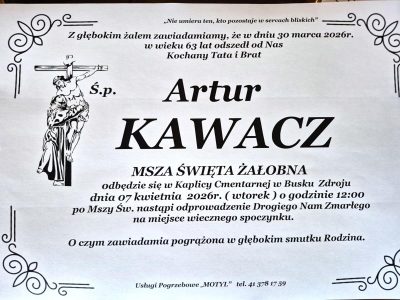 „Nie umiera ten, kto pozostaje w sercach bliskich"
Z głębokim żalem zawiadamiamy, że w dniu 30 marca 2026r.
w wieku 63 lat odszedł od Nas
Kochany Tata i Brat
Ś.p.
Artur
KAWACZ
MSZA ŚWIĘTA ŻAŁOBNA
odbędzie się w Kaplicy Cmentarnej w Busku Zdroju
dnia 07 kwietnia 2026r. ( wtorek ) o godzinie 12:00
po Mszy Św. nastąpi odprowadzenie Drogiego Nam Zmarłego
na miejsce wiecznego spoczynku.
O czym zawiadamia pogrążona w głębokim smutku Rodzina.
Usługi Pogrzebowe „MOTYL" tel. 41 378 17 59